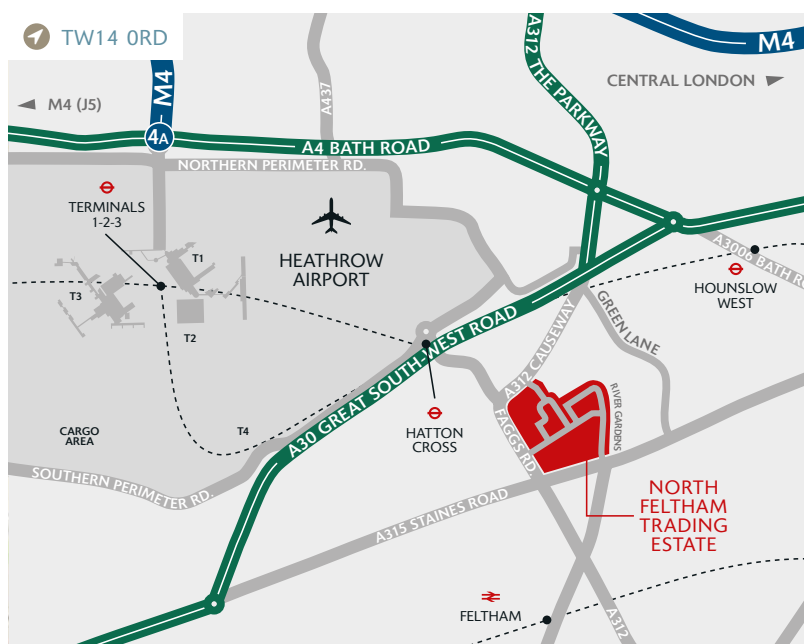 TW14 0RD
M4
M4
A312 THE PARKWAY
CENTRAL LONDON
M4 (J5)
A437
4A
A4 BATH ROAD
NORTHERN PERIMETER RD.
TERMINALS
1-2-3
HEATHROW
AIRPORT
T1
T3
T2
A3006 BATH RO
HOUNSLOW
WEST
GREEN LANE
A30 GREAT SOUTH-WEST ROAD
A312 CAUSEWAY
RIVER GARDENS
FAGGS RD.
HATTON
CROSS
T4
CARGO
AREA
SOUTHERN PERIMETER RD.
A315 STAINES ROAD
NORTH
FELTHAM
TRADING
ESTATE
FELTHAM
A312